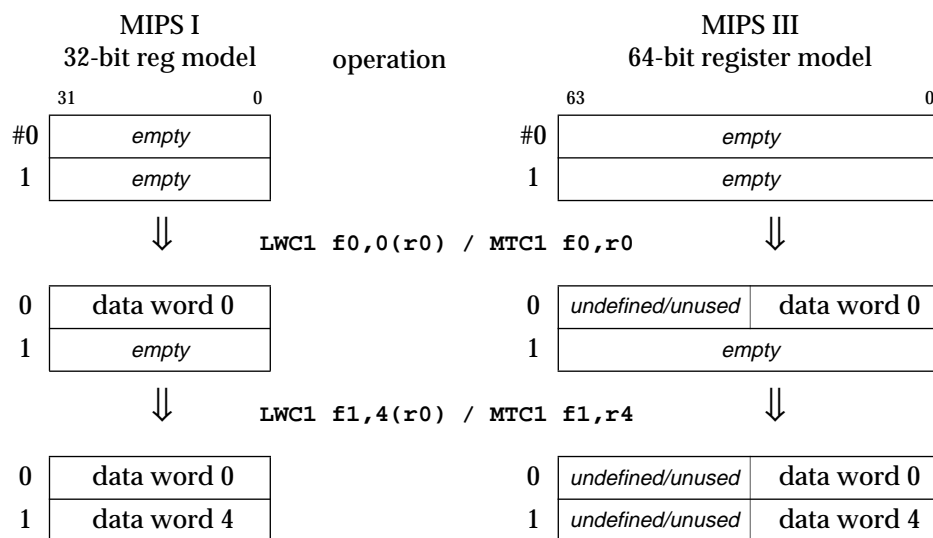 MIPS I MIPS III
32-bit reg model operation 64-bit register model
31 0 63 0
#0 empty #0 empty
1 empty 1 empty
⇓ LWC1 f0,0(r0) / MTC1 f0,r0 ⇓
0 data word 0 0 undefined/unused data word 0
1 empty 1 empty
⇓ LWC1 f1,4(r0) / MTC1 f1,r4 ⇓
0 data word 0 0 undefined/unused data word 0
1 data word 4 1 undefined/unused data word 4